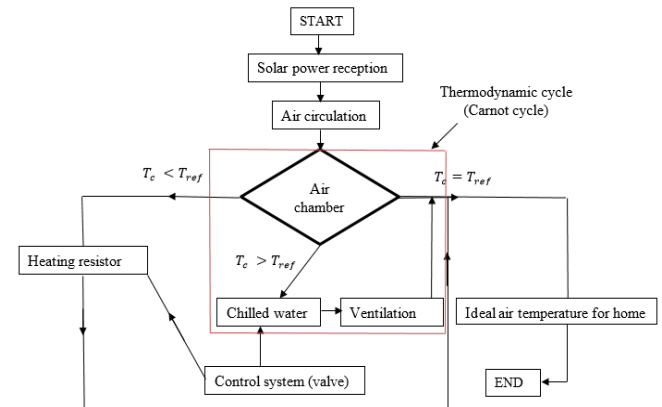 START
Solar power reception
Air circulation
Thermodynamic cycle
(Carnot cycle)
T_c < T_ref
Air
chamber
T_c = T_ref
T_c > T_ref
Heating resistor
Chilled water
Ventilation
Ideal air temperature for home
Control system (valve)
END